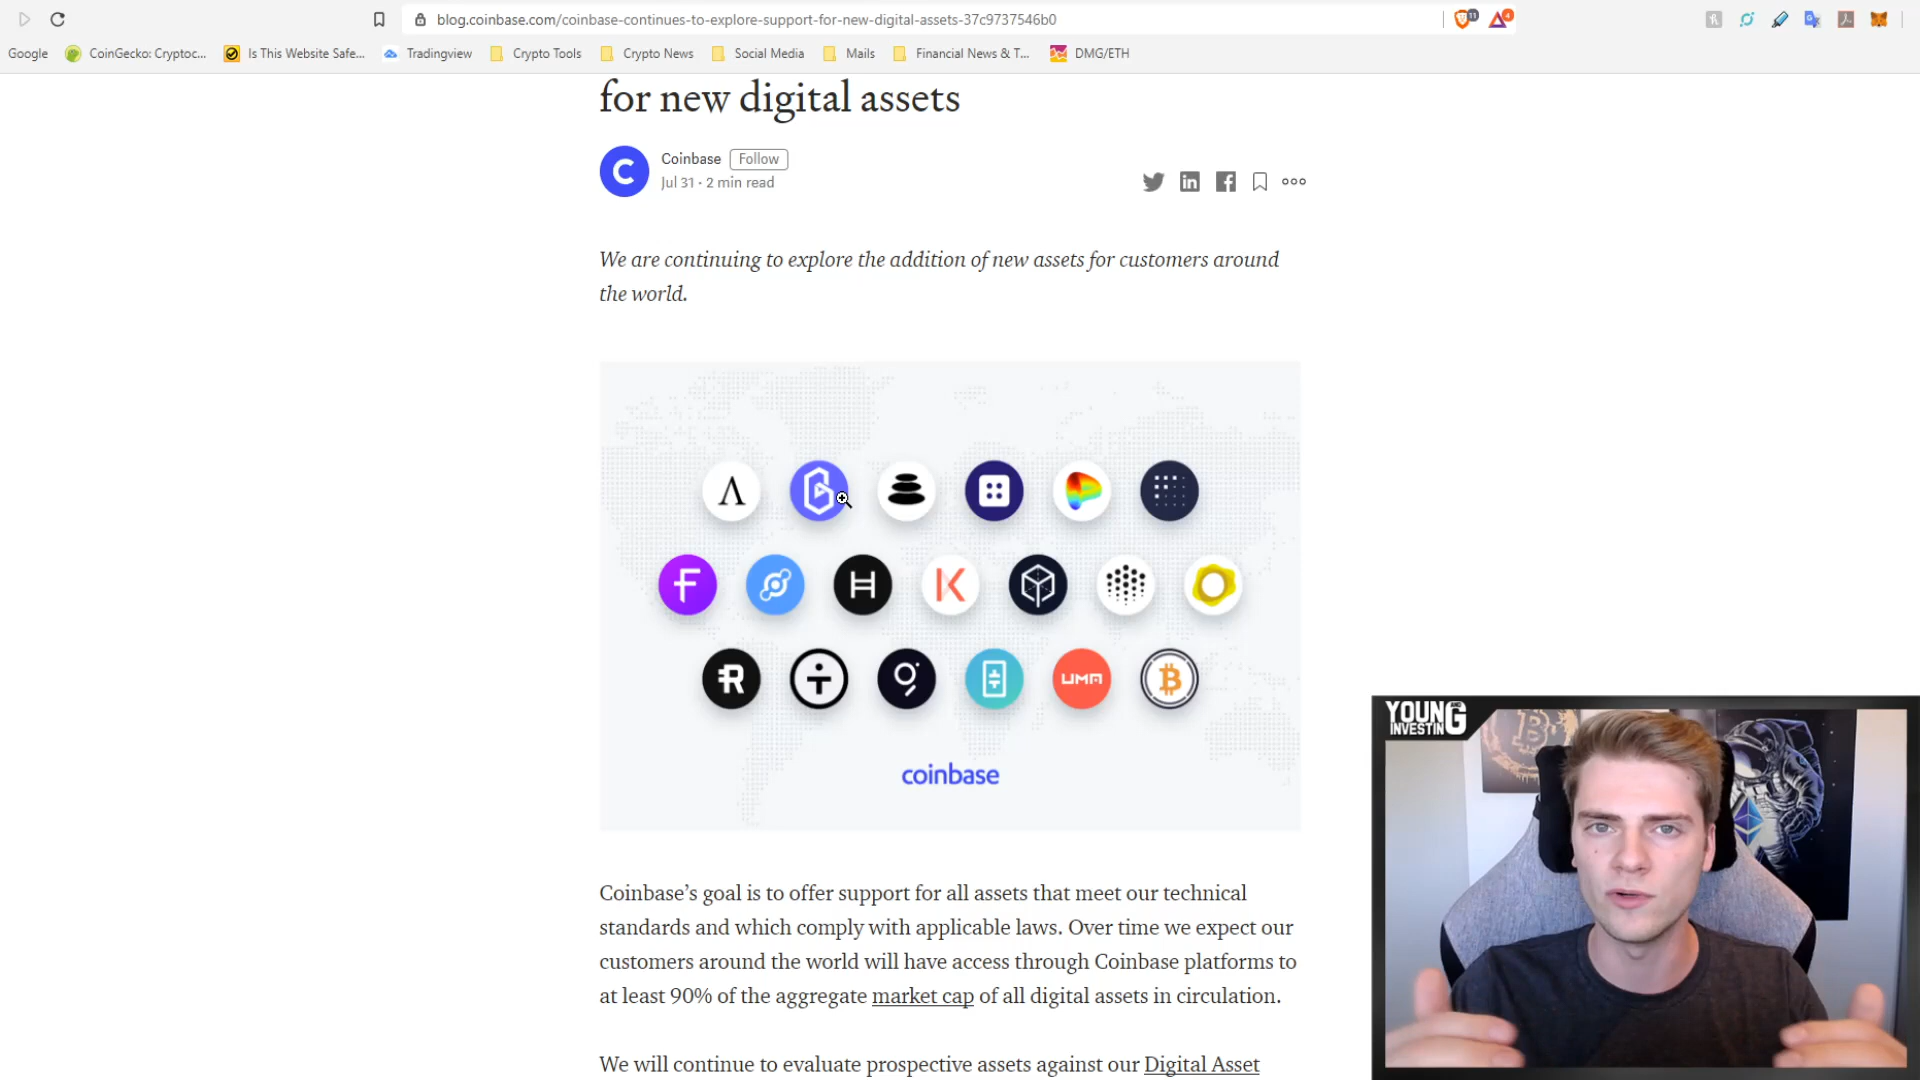 blog.coinbase.com/coinbase-continues-to-explore-support-for-new-digital-assets-37c9737546b0
11
4
Google
CoinGecko: Cryptoc...
Is This Website Safe...
Tradingview
Crypto Tools
Crypto News
Social Media
Mails
Financial News & T...
DMG/ETH
for new digital assets
C
Coinbase
Follow
Jul 31 · 2 min read
We are continuing to explore the addition of new assets for customers around
the world.
UMA
coinbase
YOUNG
AND
INVESTING
Coinbase’s goal is to offer support for all assets that meet our technical
standards and which comply with applicable laws. Over time we expect our
customers around the world will have access through Coinbase platforms to
at least 90% of the aggregate market cap of all digital assets in circulation.
We will continue to evaluate prospective assets against our Digital Asset